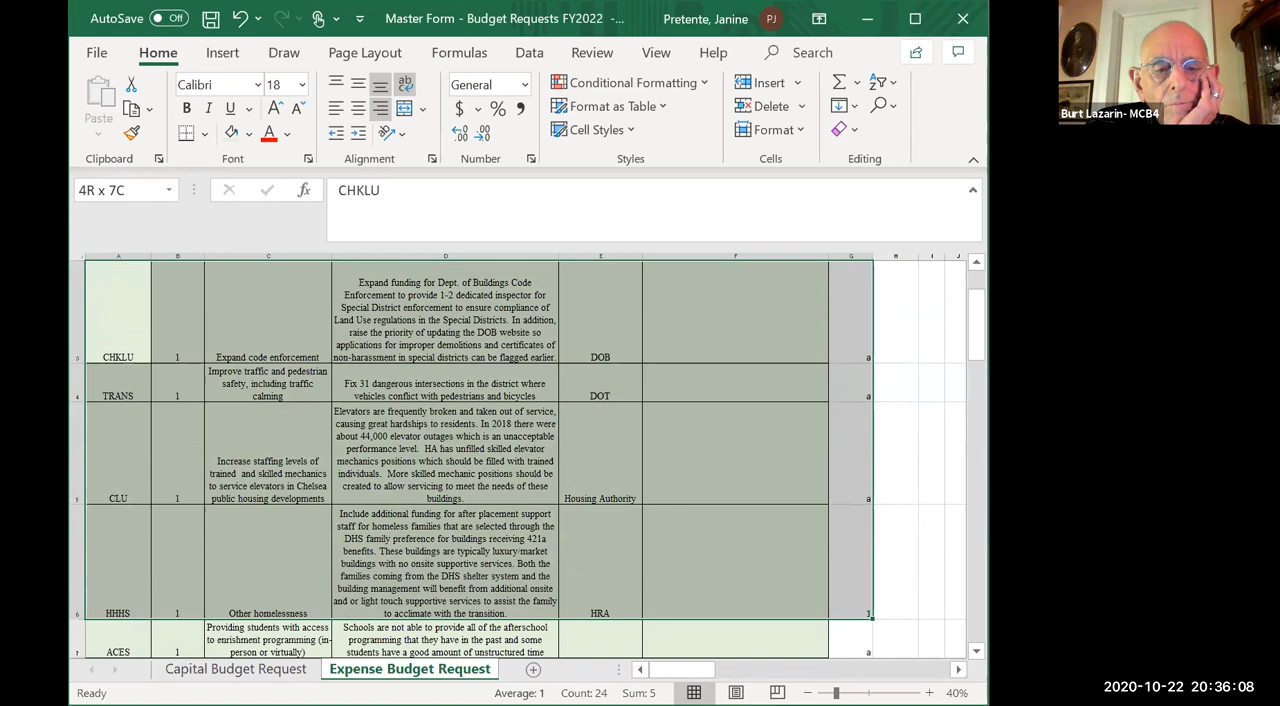 AutoSave Off Master Form - Budget Requests FY2022 -... Pretente, Janine PJ
File Home Insert Draw Page Layout Formulas Data Review View Help Search
Paste Calibri 18 ab General Conditional Formatting Insert
B I U A A $ % 9 Format as Table Delete
A Cell Styles Format
Clipboard Font Alignment Number Styles Cells Editing
4R x 7C fx CHKLU
A B C D E F G H I J
Expand funding for Dept. of Buildings Code
Enforcement to provide 1-2 dedicated inspector for
Special District enforcement to ensure compliance of
Land Use regulations in the Special Districts. In addition,
raise the priority of updating the DOB website so
applications for improper demolitions and certificates of
3 CHKLU 1 Expand code enforcement non-harassment in special districts can be flagged earlier. DOB a
Improve traffic and pedestrian
safety, including traffic Fix 31 dangerous intersections in the district where
4 TRANS 1 calming vehicles conflict with pedestrians and bicycles DOT a
Elevators are frequently broken and taken out of service,
causing great hardships to residents. In 2018 there were
about 44,000 elevator outages which is an unacceptable
performance level. HA has unfilled skilled elevator
Increase staffing levels of mechanics positions which should be filled with trained
trained and skilled mechanics individuals. More skilled mechanic positions should be
to service elevators in Chelsea created to allow servicing to meet the needs of these
5 CLU 1 public housing developments buildings. Housing Authority a
Include additional funding for after placement support
staff for homeless families that are selected through the
DHS family preference for buildings receiving 421a
benefits. These buildings are typically luxury/market
buildings with no onsite supportive services. Both the
families coming from the DHS shelter system and the
building management will benefit from additional onsite
and or light touch supportive services to assist the family
6 HHHS 1 Other homelessness to acclimate with the transition. HRA 1
Providing students with access Schools are not able to provide all of the afterschool
to enrishment programming (in- programming that they have in the past and some
7 ACES 1 person or virtually) students have a good amount of unstructured time a
Capital Budget Request Expense Budget Request
Ready Average: 1 Count: 24 Sum: 5 40%
Burt Lazarin- MCB4
2020-10-22 20:36:08